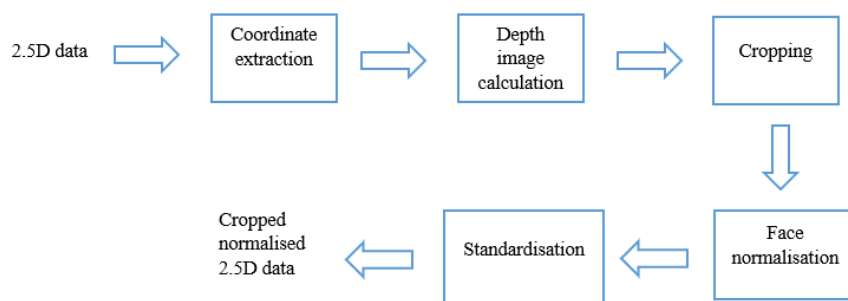 2.5D data
Coordinate
extraction
Depth
image
calculation
Cropping
Face
normalisation
Standardisation
Cropped
normalised
2.5D data